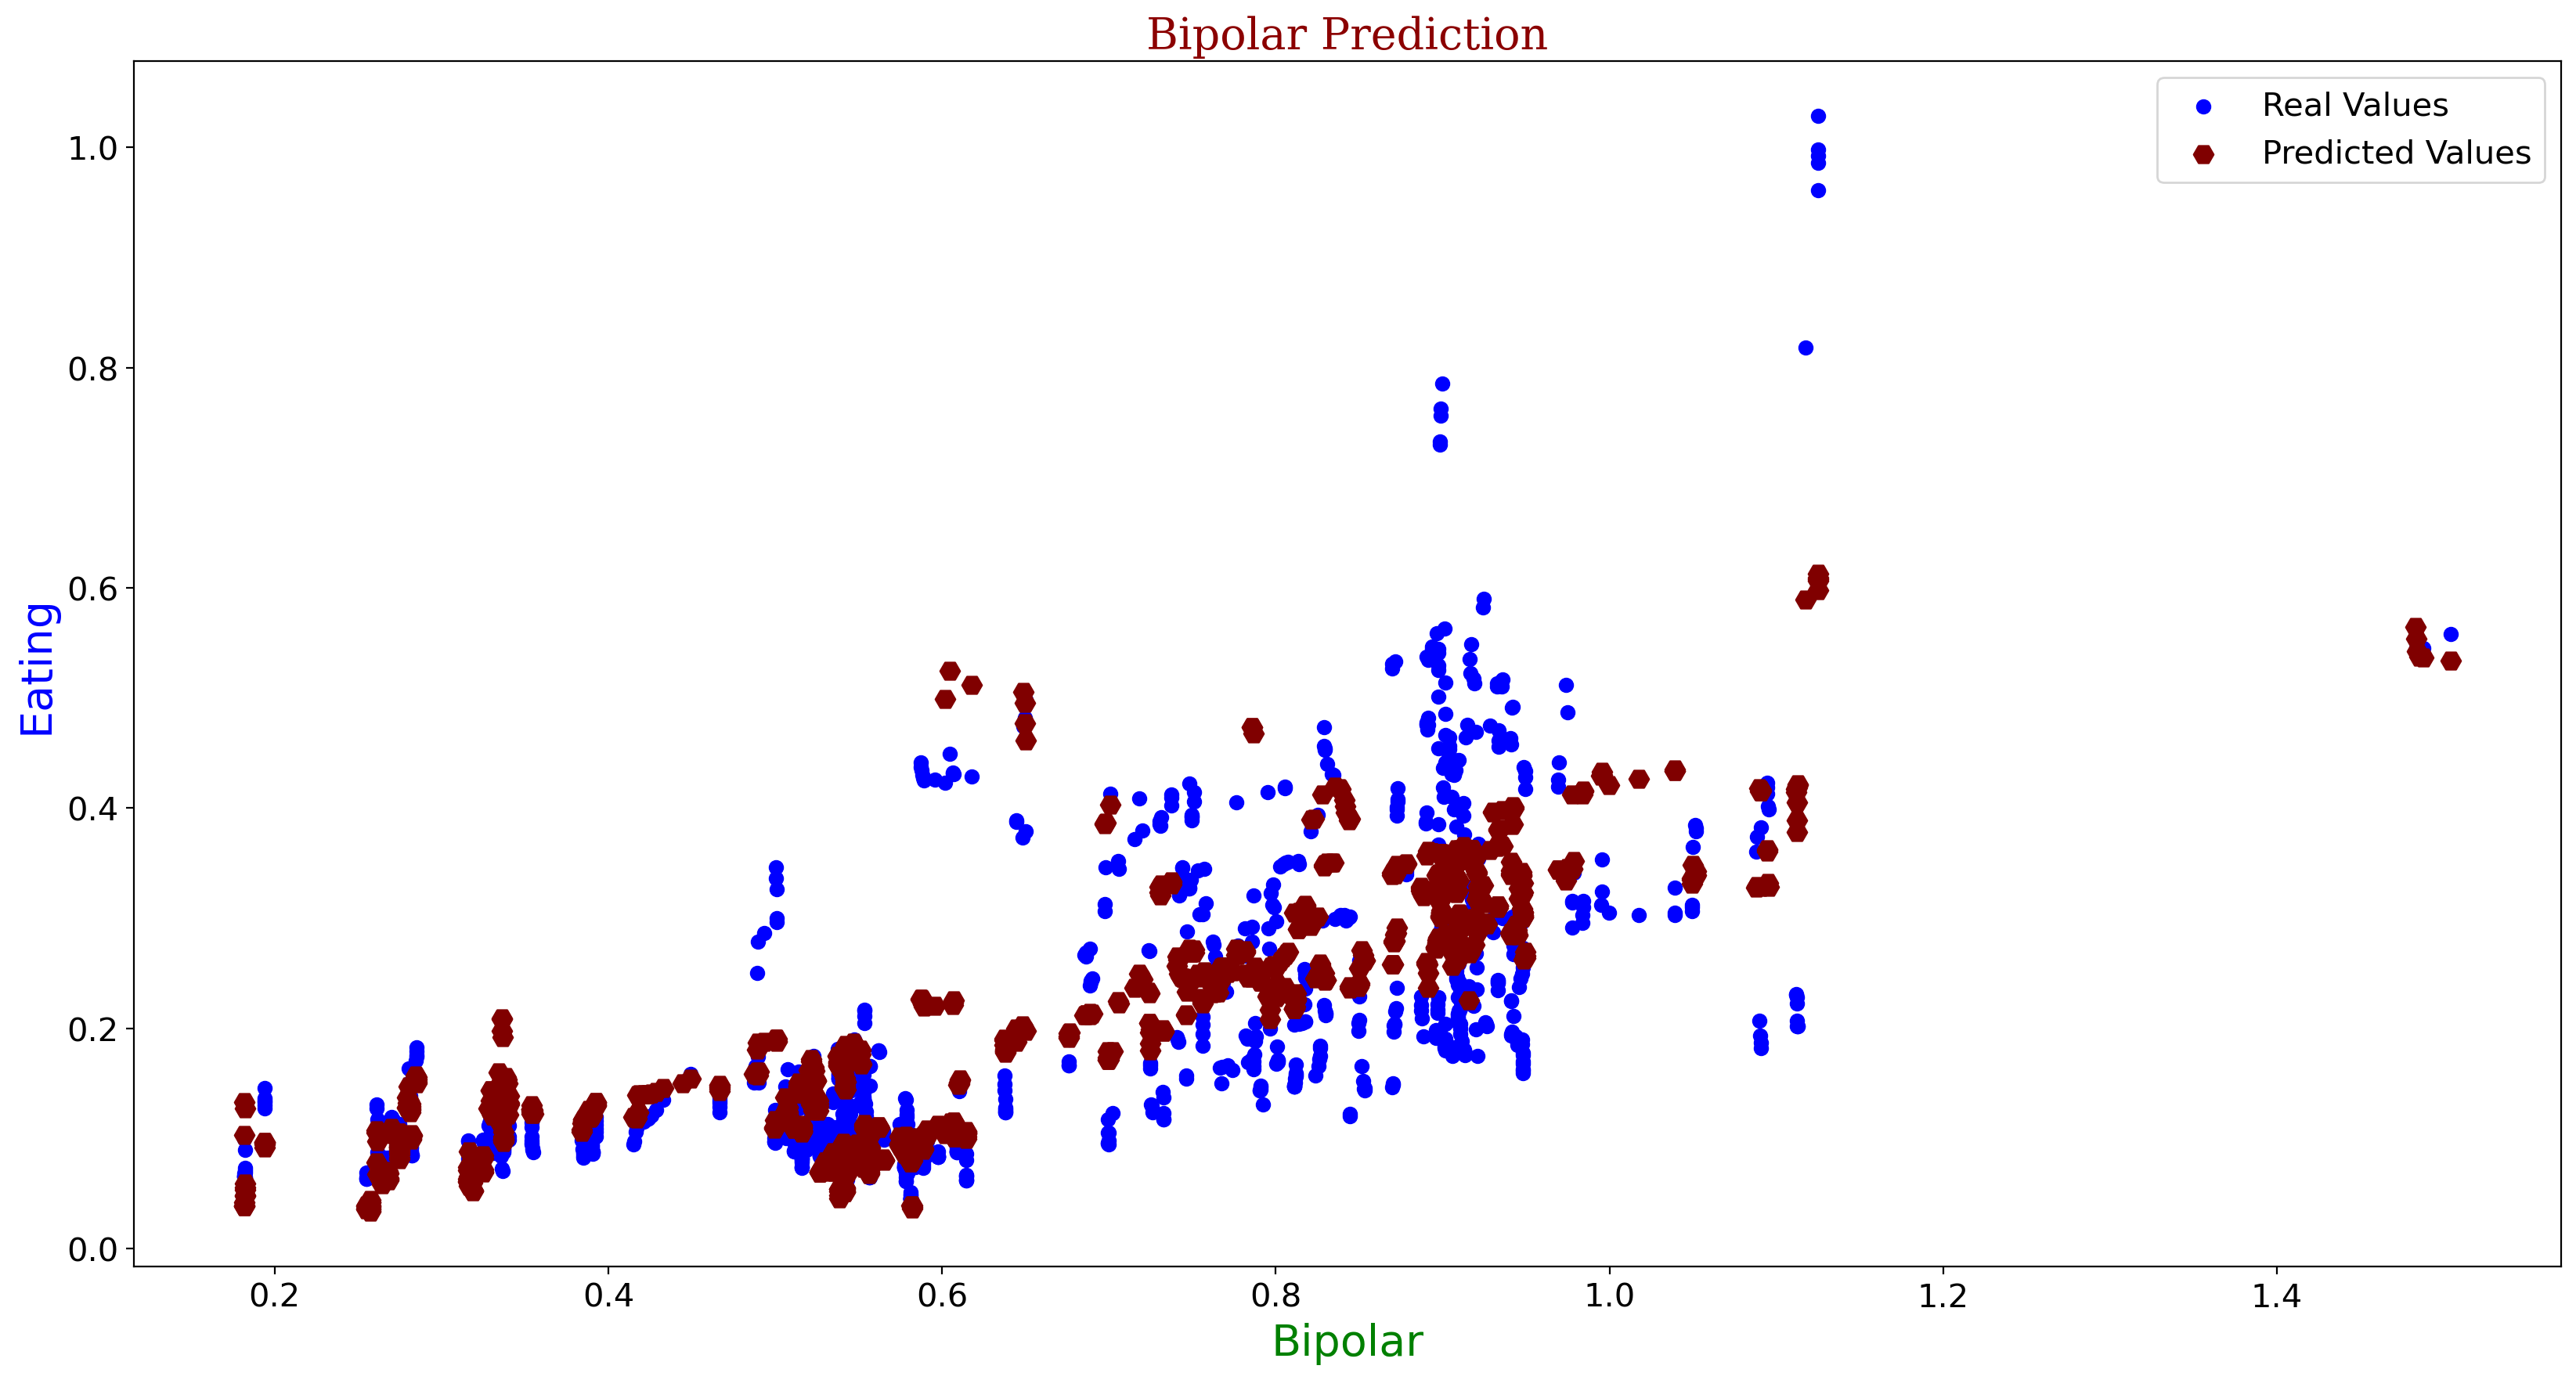 Bipolar Prediction
Real Values
Predicted Values
Eating
1.0
0.8
0.6
0.4
0.2
0.0
0.2 0.4 0.6 0.8 1.0 1.2 1.4
Bipolar